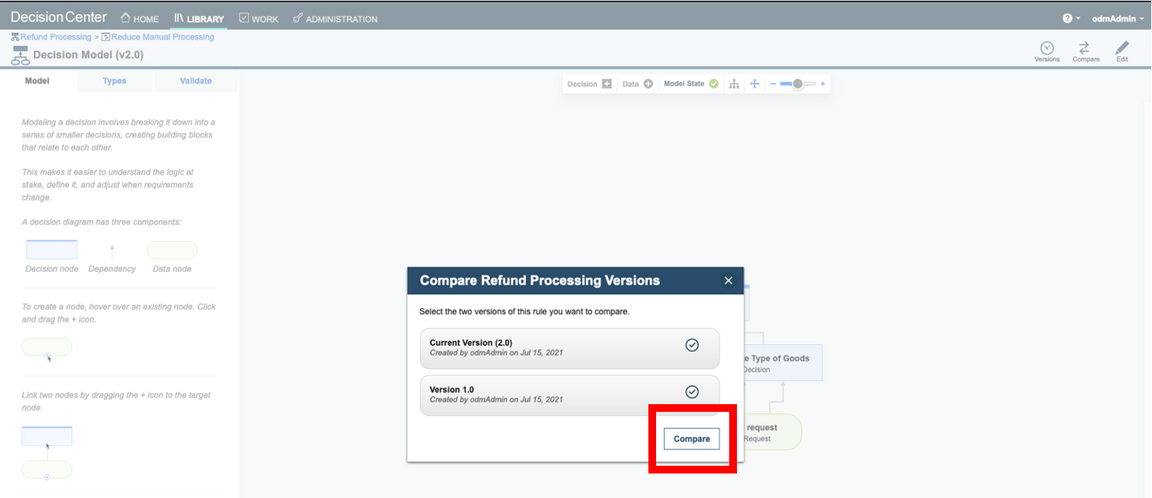 DecisionCenter HOME LIBRARY WORK ADMINISTRATION ? odmAdmin
Refund Processing > Reduce Manual Processing
Decision Model (v2.0)
Versions Compare Edit
Model Types Validate
Decision Data Model State
Modeling a decision involves breaking it down into a
series of smaller decisions, creating building blocks
that relate to each other.
This makes it easier to understand the logic at
stake, define it, and adjust when requirements
change.
A decision diagram has three components:
Decision node Dependency Data node
To create a node, hover over an existing node. Click
and drag the + icon.
Link two nodes by dragging the + icon to the target
node.
Compare Refund Processing Versions
Select the two versions of this rule you want to compare.
Current Version (2.0)
Created by odmAdmin on Jul 15, 2021
Version 1.0
Created by odmAdmin on Jul 15, 2021
Compare
e Type of Goods
Decision
request
Request